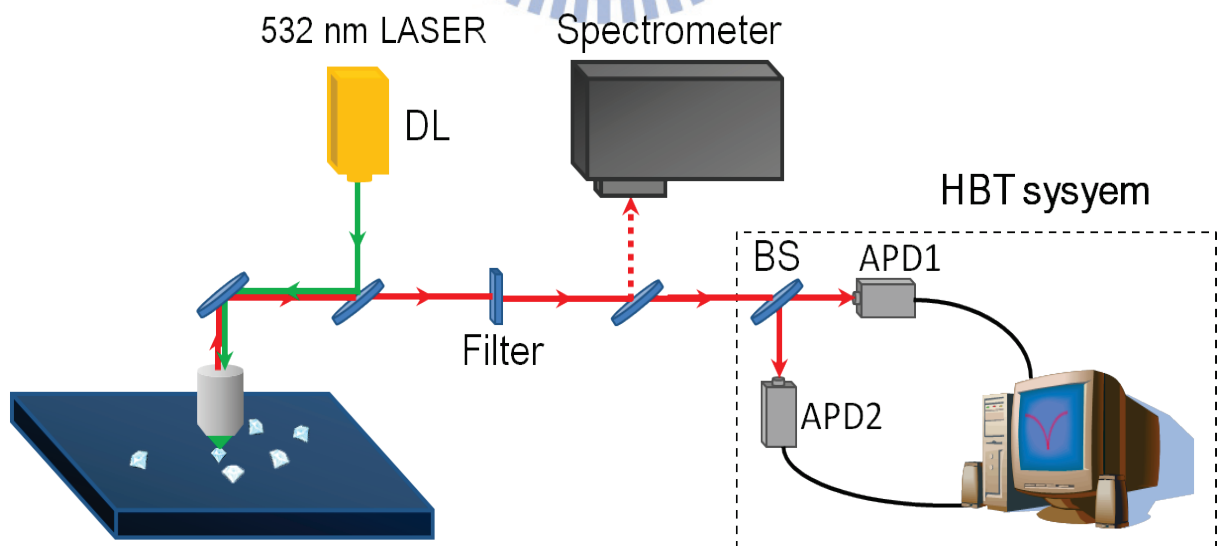 532 nm LASER
Spectrometer
DL
HBT sysyem
BS
APD1
Filter
APD2